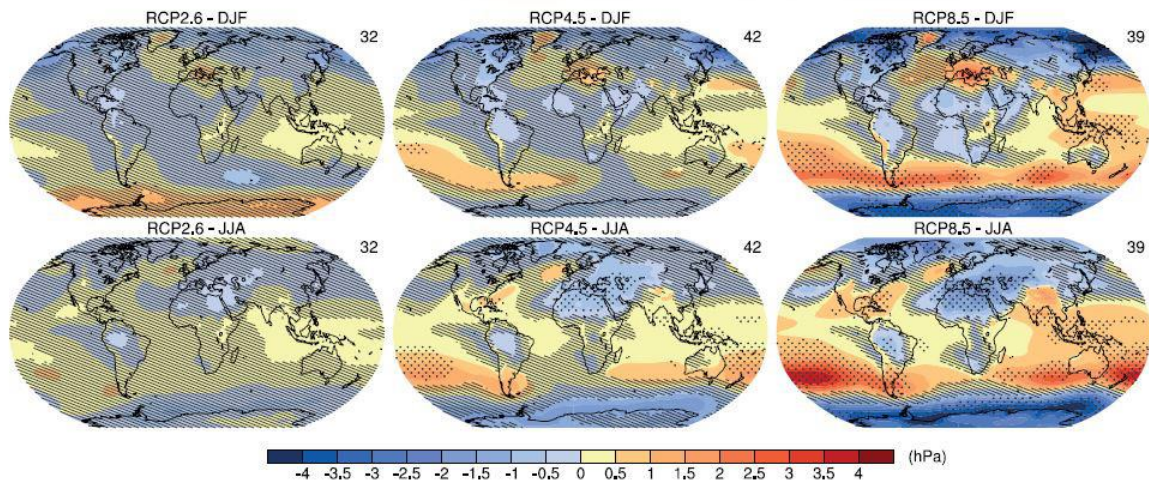 RCP2.6 - DJF
32
RCP4.5 - DJF
42
RCP8.5 - DJF
39
RCP2.6 - JJA
32
RCP4.5 - JJA
42
RCP8.5 - JJA
39
-4 -3.5 -3 -2.5 -2 -1.5 -1 -0.5 0 0.5 1 1.5 2 2.5 3 3.5 4 (hPa)